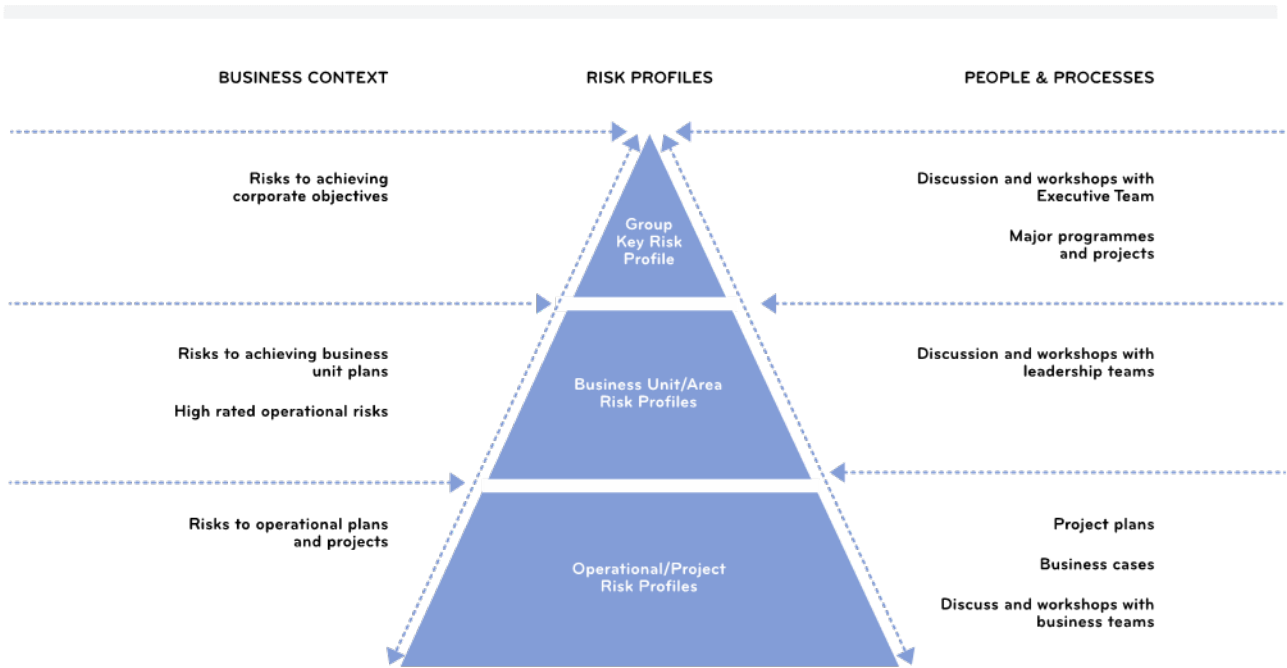 BUSINESS CONTEXT
RISK PROFILES
PEOPLE & PROCESSES
Risks to achieving
corporate objectives
Group
Key Risk
Profile
Discussion and workshops with
Executive Team
Major programmes
and projects
Risks to achieving business
unit plans
High rated operational risks
Business Unit/Area
Risk Profiles
Discussion and workshops with
leadership teams
Risks to operational plans
and projects
Operational/Project
Risk Profiles
Project plans
Business cases
Discuss and workshops with
business teams